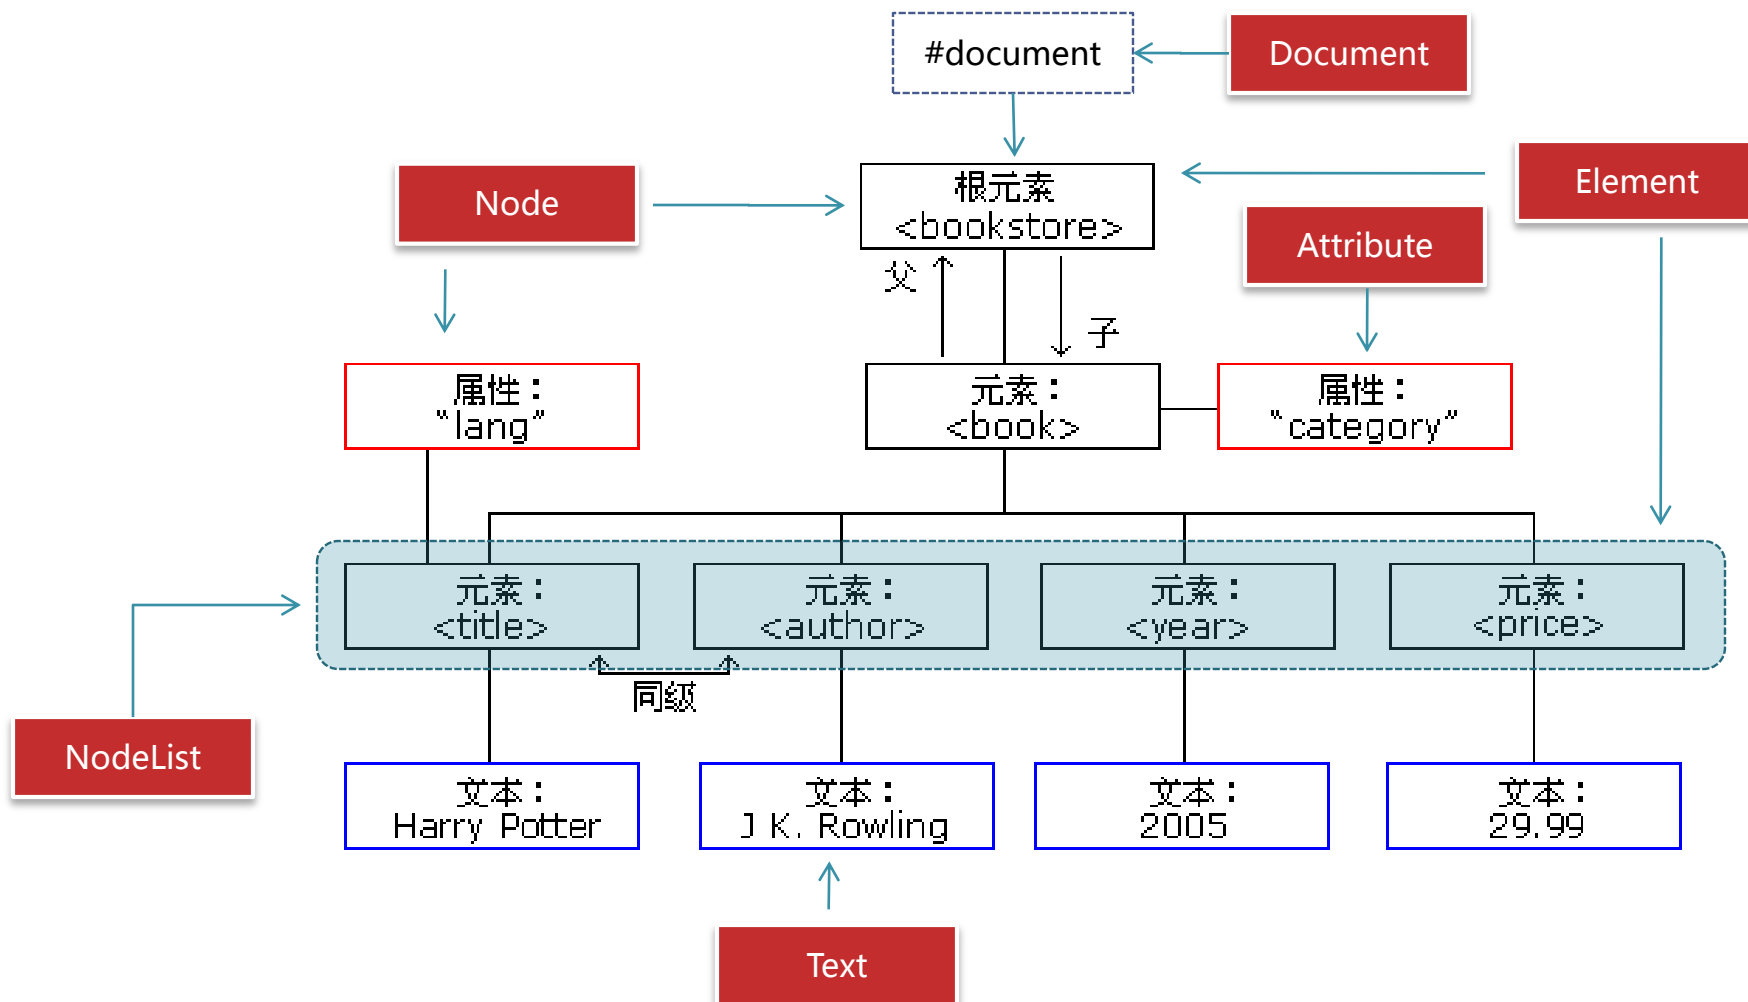 #document
Document
Node
根元素
<bookstore>
Element
Attribute
父
子
属性：
“lang”
元素：
<book>
属性：
“category”
元素：
<title>
元素：
<author>
元素：
<year>
元素：
<price>
同级
NodeList
文本：
Harry Potter
文本：
J K. Rowling
文本：
2005
文本：
29.99
Text